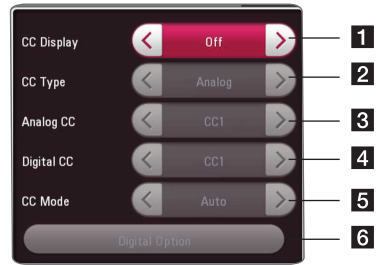 CC Display Off 1
CC Type Analog 2
Analog CC CC1 3
Digital CC CC1 4
CC Mode Auto 5
Digital Option 6